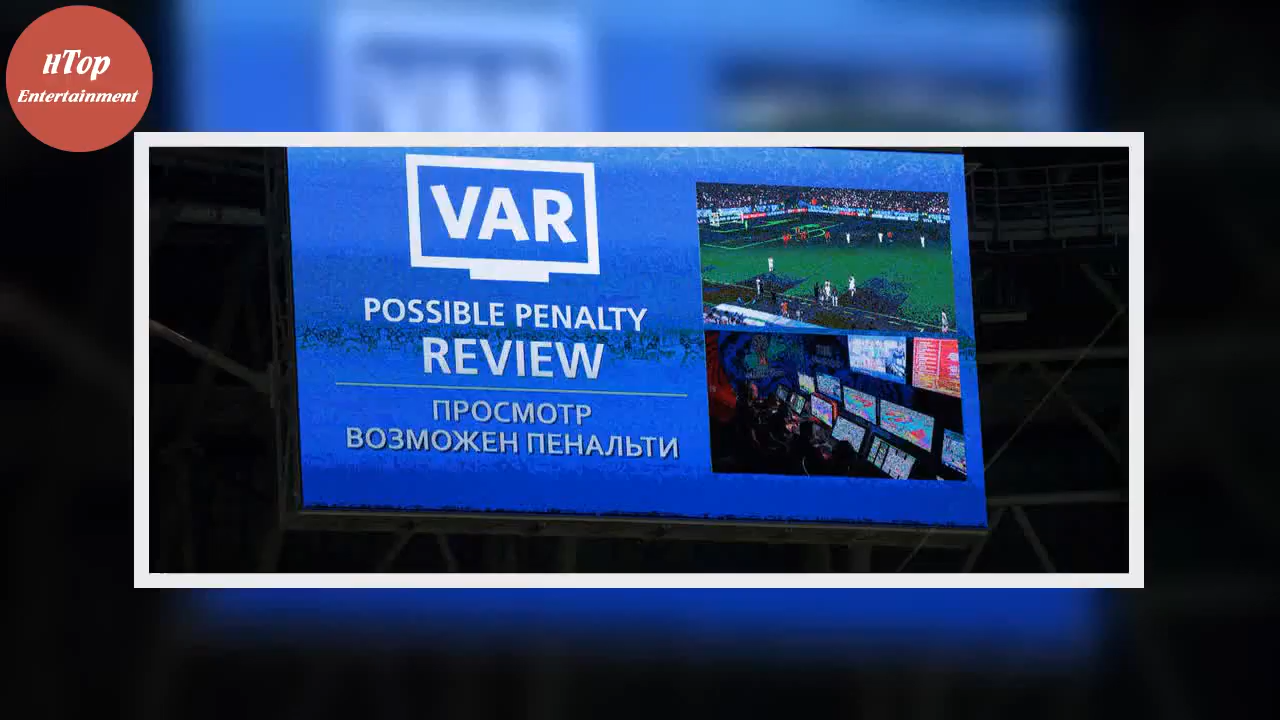 HTop
Entertainment
VAR
POSSIBLE PENALTY
REVIEW
ПРОСМОТР
ВОЗМОЖЕН ПЕНАЛЬТИ